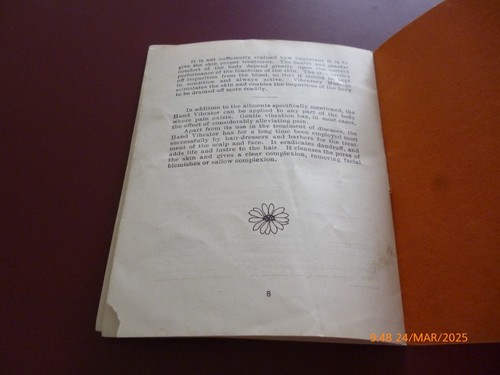 It is not sufficiently realized how important it is to
give the skin proper treatment. The health and
comfort of the body depend greatly upon the correct
performance of the functions of the skin. The
off impurities from the blood, so that it should be kept
in condition and always active. Vibratory
stimulates the skin and enables the impurities of the body
to be drained off more readily.
In addition to the ailments specifically mentioned, the
Hand Vibrator can be applied to any part of the body
where pain exists. Gentle vibration has, in most cases,
the effect of considerably alleviating pain.
Apart from its use in the treatment of diseases, the
Hand Vibrator has for a long time been employed most
successfully by hair-dressers and barbers for the treat-
ment of the scalp and face. It eradicates dandruff, and
adds life and lustre to the hair. It cleanses the pores of
the skin and gives a clear complexion, removing facial
blemishes or sallow complexion.
8
9:48 24/MAR/2025